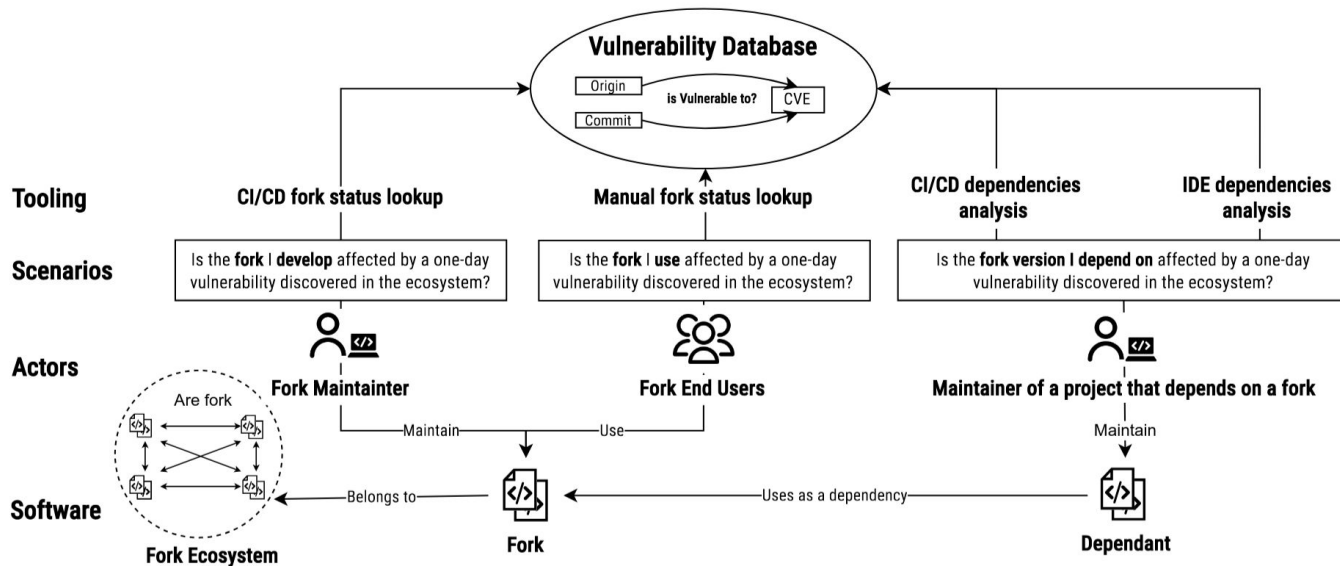 Vulnerability Database
Origin
is Vulnerable to?
CVE
Commit
Tooling
CI/CD fork status lookup
Manual fork status lookup
CI/CD dependencies
analysis
IDE dependencies
analysis
Scenarios
Is the fork I develop affected by a one-day
vulnerability discovered in the ecosystem?
Is the fork I use affected by a one-day
vulnerability discovered in the ecosystem?
Is the fork version I depend on affected by a one-day
vulnerability discovered in the ecosystem?
Actors
</>
Fork Maintainter
Fork End Users
</>
Maintainer of a project that depends on a fork
Are fork
Maintain
Use
Maintain
Software
Belongs to
</>
Uses as a dependency
</>
Fork Ecosystem
Fork
Dependant